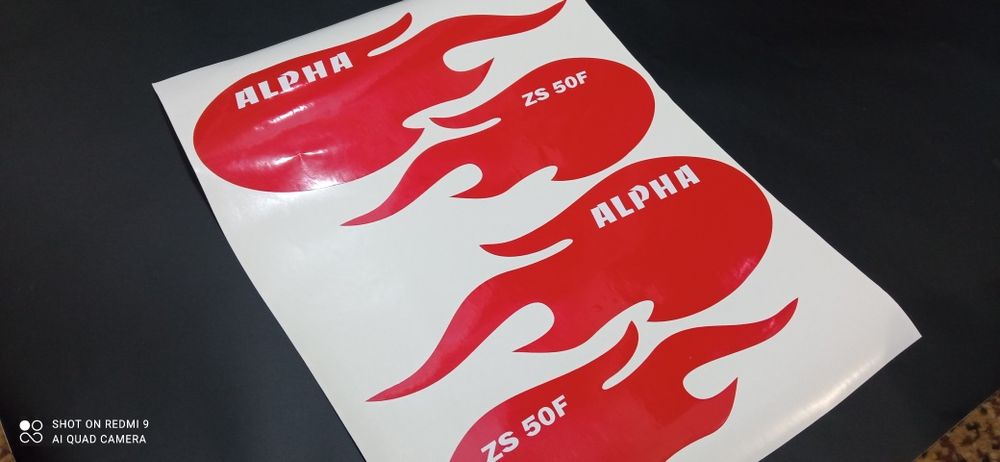 ALPHA
ZS 50F
ALPHA
ZS 50F
SHOT ON REDMI 9
AI QUAD CAMERA